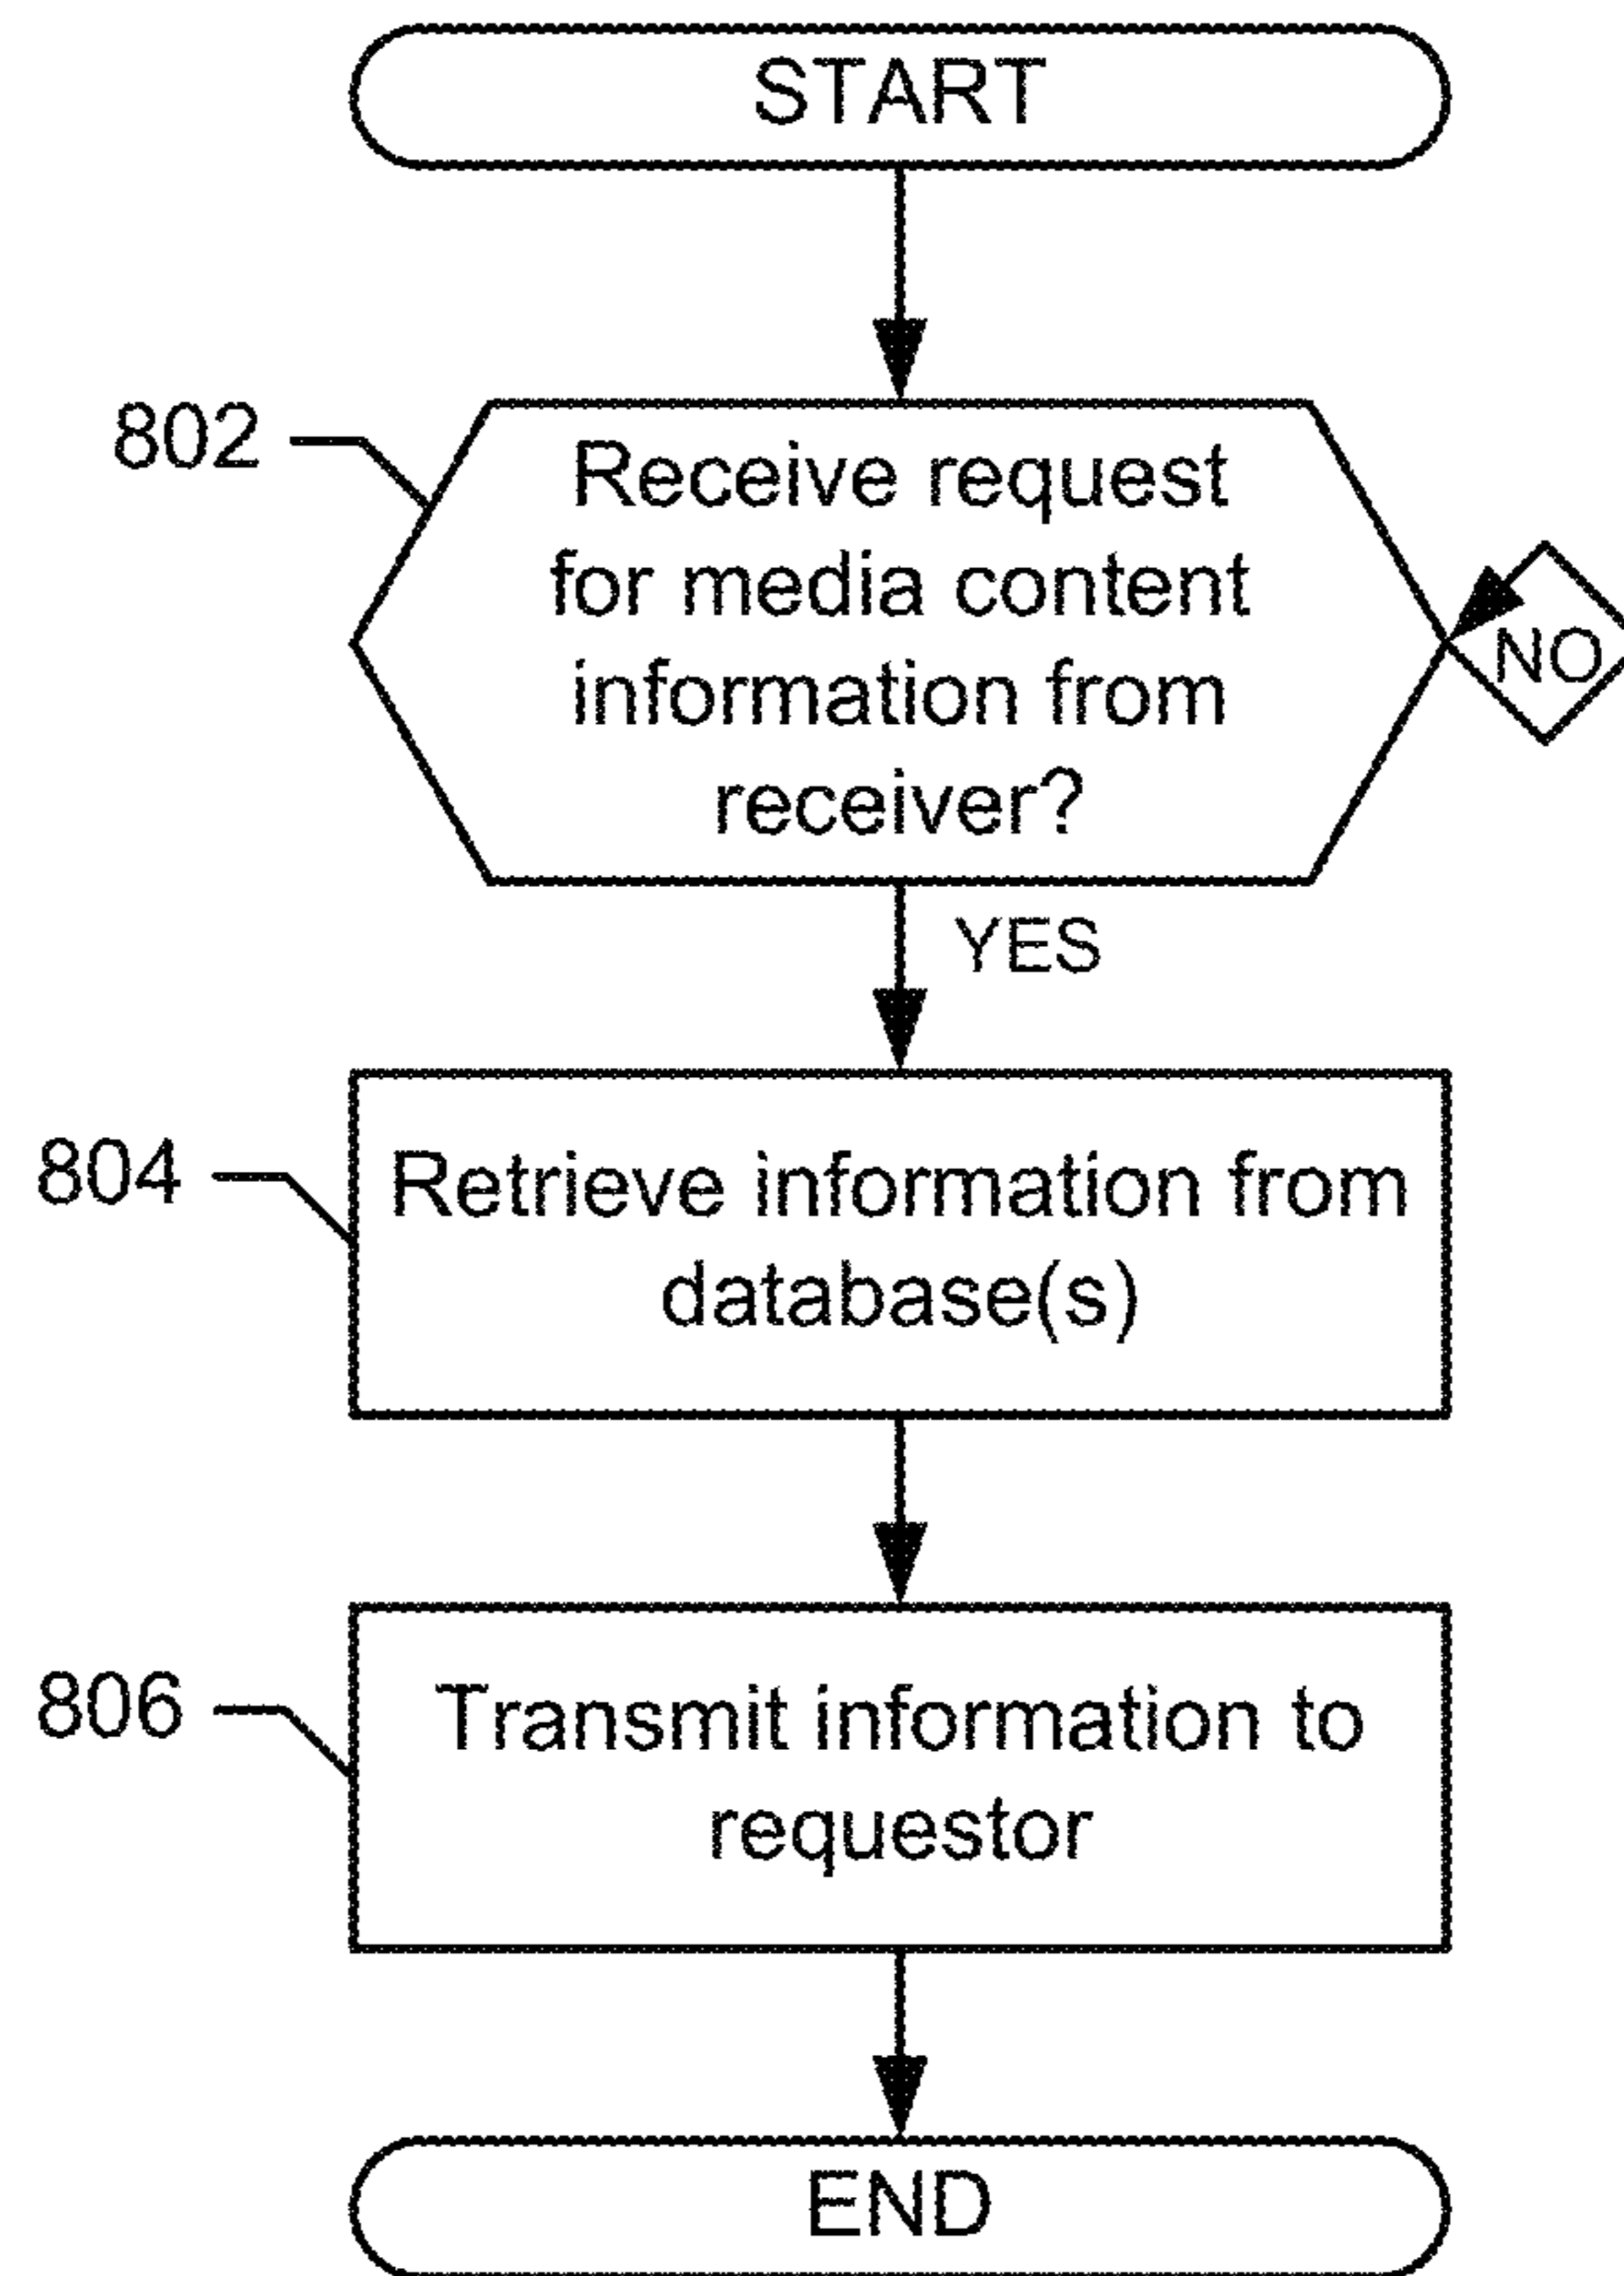 START
802
Receive request
for media content
information from
receiver?
NO
YES
804
Retrieve information from
database(s)
806
Transmit information to
requestor
END